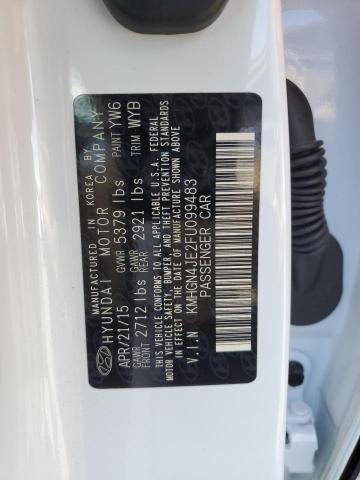 MANUFACTURED IN KOREA BY
HYUNDAI MOTOR COMPANY
APR/21/15 GVWR 5379 lbs PAINT YW6
GAWR FRONT 2712 lbs GAWR REAR 2921 lbs TRIM WYB
THIS VEHICLE CONFORMS TO ALL APPLICABLE U.S.A. FEDERAL
MOTOR VEHICLE SAFETY, BUMPER, AND THEFT PREVENTION STANDARDS
IN EFFECT ON THE DATE OF MANUFACTURE SHOWN ABOVE.
V.I.N KMHGN4JE2FU099483
PASSENGER CAR